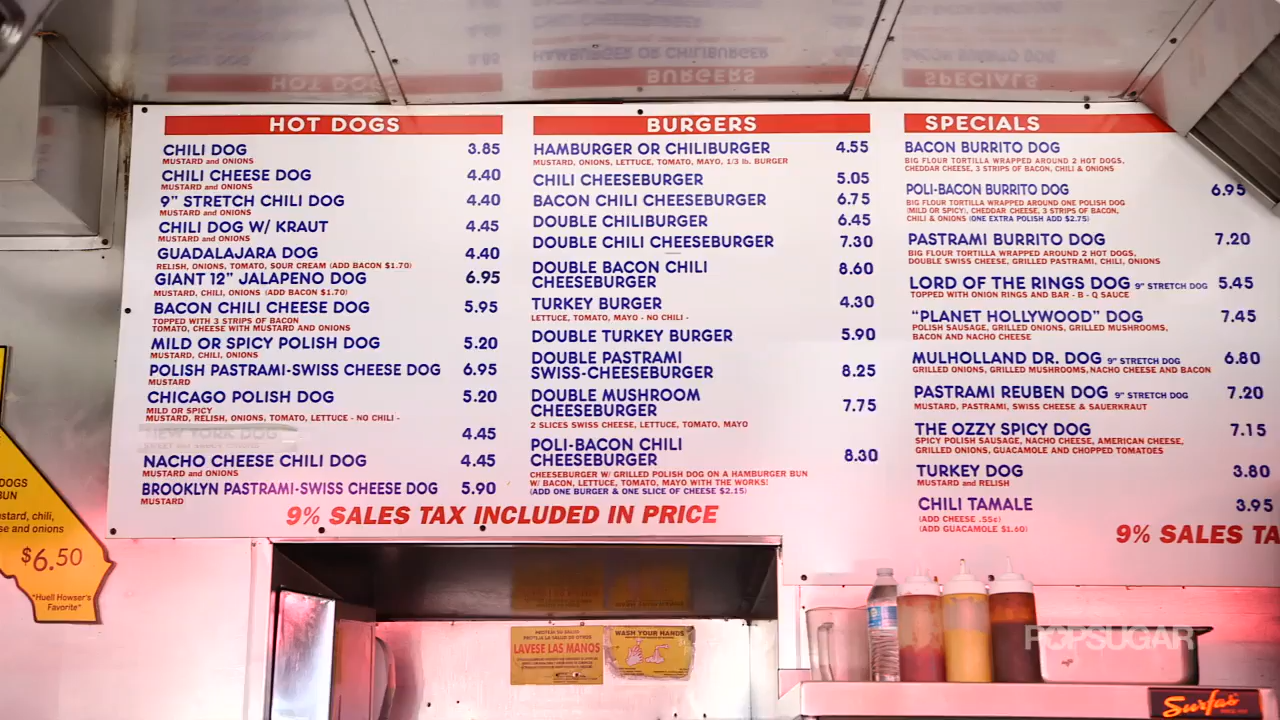 HOT DOGS
CHILI DOG 3.85
MUSTARD and ONIONS
CHILI CHEESE DOG 4.40
MUSTARD and ONIONS
9" STRETCH CHILI DOG 4.40
MUSTARD and ONIONS
CHILI DOG W/ KRAUT 4.45
MUSTARD and ONIONS
GUADALAJARA DOG 4.40
RELISH, ONIONS, TOMATO, SOUR CREAM (ADD BACON $1.70)
GIANT 12" JALAPENO DOG 6.95
MUSTARD, CHILI, ONIONS (ADD BACON $1.70)
BACON CHILI CHEESE DOG 5.95
TOPPED WITH 3 STRIPS OF BACON
TOMATO, CHEESE WITH MUSTARD AND ONIONS
MILD OR SPICY POLISH DOG 5.20
MUSTARD, CHILI, ONIONS
POLISH PASTRAMI-SWISS CHEESE DOG 6.95
MUSTARD
CHICAGO POLISH DOG 5.20
MILD OR SPICY
MUSTARD, RELISH, ONIONS, TOMATO, LETTUCE - NO CHILI -
NEW YORK DOG 4.45
NACHO CHEESE CHILI DOG 4.45
MUSTARD and ONIONS
BROOKLYN PASTRAMI-SWISS CHEESE DOG 5.90
MUSTARD
BURGERS
HAMBURGER OR CHILIBURGER 4.55
MUSTARD, ONIONS, LETTUCE, TOMATO, MAYO, 1/3 lb. BURGER
CHILI CHEESEBURGER 5.05
BACON CHILI CHEESEBURGER 6.75
DOUBLE CHILIBURGER 6.45
DOUBLE CHILI CHEESEBURGER 7.30
DOUBLE BACON CHILI
CHEESEBURGER 8.60
TURKEY BURGER 4.30
LETTUCE, TOMATO, MAYO - NO CHILI -
DOUBLE TURKEY BURGER 5.90
DOUBLE PASTRAMI
SWISS-CHEESEBURGER 8.25
DOUBLE MUSHROOM
CHEESEBURGER 7.75
2 SLICES SWISS CHEESE, LETTUCE, TOMATO, MAYO
POLI-BACON CHILI
CHEESEBURGER 8.30
CHEESEBURGER W/ GRILLED POLISH DOG ON A HAMBURGER BUN
W/ BACON, LETTUCE, TOMATO, MAYO WITH THE WORKS!
(ADD ONE BURGER & ONE SLICE OF CHEESE $2.15)
9% SALES TAX INCLUDED IN PRICE
SPECIALS
BACON BURRITO DOG
BIG FLOUR TORTILLA WRAPPED AROUND 2 HOT DOGS,
CHEDDAR CHEESE, 3 STRIPS OF BACON, CHILI & ONIONS
POLI-BACON BURRITO DOG 6.95
BIG FLOUR TORTILLA WRAPPED AROUND ONE POLISH DOG
(MILD OR SPICY), CHEDDAR CHEESE, 3 STRIPS OF BACON,
CHILI & ONIONS (ONE EXTRA POLISH ADD $2.75)
PASTRAMI BURRITO DOG 7.20
BIG FLOUR TORTILLA WRAPPED AROUND 2 HOT DOGS,
DOUBLE SWISS CHEESE, GRILLED PASTRAMI, CHILI, ONIONS
LORD OF THE RINGS DOG 9" STRETCH DOG 5.45
TOPPED WITH ONION RINGS AND BAR - B - Q SAUCE
"PLANET HOLLYWOOD" DOG 7.45
POLISH SAUSAGE, GRILLED ONIONS, GRILLED MUSHROOMS,
BACON AND NACHO CHEESE
MULHOLLAND DR. DOG 9" STRETCH DOG 6.80
GRILLED ONIONS, GRILLED MUSHROOMS, NACHO CHEESE AND BACON
PASTRAMI REUBEN DOG 9" STRETCH DOG 7.20
MUSTARD, PASTRAMI, SWISS CHEESE & SAUERKRAUT
THE OZZY SPICY DOG 7.15
SPICY POLISH SAUSAGE, NACHO CHEESE, AMERICAN CHEESE,
GRILLED ONIONS, GUACAMOLE AND CHOPPED TOMATOES
TURKEY DOG 3.80
MUSTARD and RELISH
CHILI TAMALE 3.95
(ADD CHEESE .55¢)
(ADD GUACAMOLE $1.60)
9% SALES TA
DOGS
BUN
stard, chili,
se and onions
$6.50
"Huell Howser's
Favorite"
PROTEJA SU SALUD
PROTEJA LA SALUD DE OTROS
LAVESE LAS MANOS
WASH YOUR HANDS
POPSUGAR
Surfas